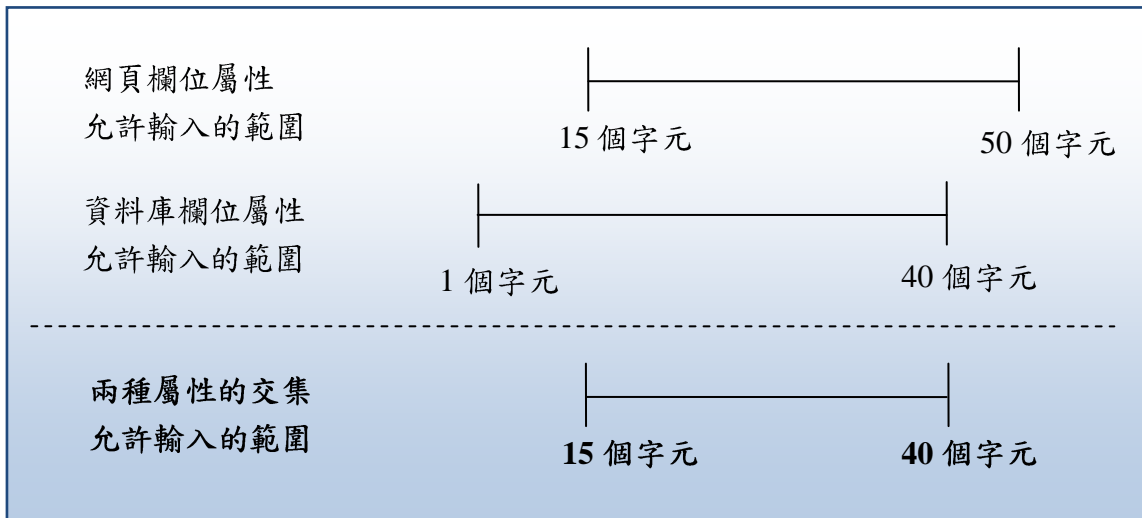 網頁欄位屬性
允許輸入的範圍
15 個字元
50 個字元
資料庫欄位屬性
允許輸入的範圍
1 個字元
40 個字元
兩種屬性的交集
允許輸入的範圍
15 個字元
40 個字元